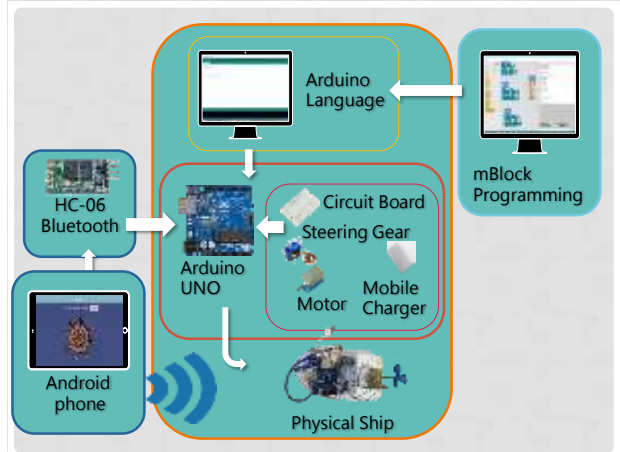 Arduino
Language
mBlock
Programming
HC-06
Bluetooth
Arduino
UNO
Circuit Board
Steering Gear
Motor
Mobile
Charger
Android
phone
Physical Ship